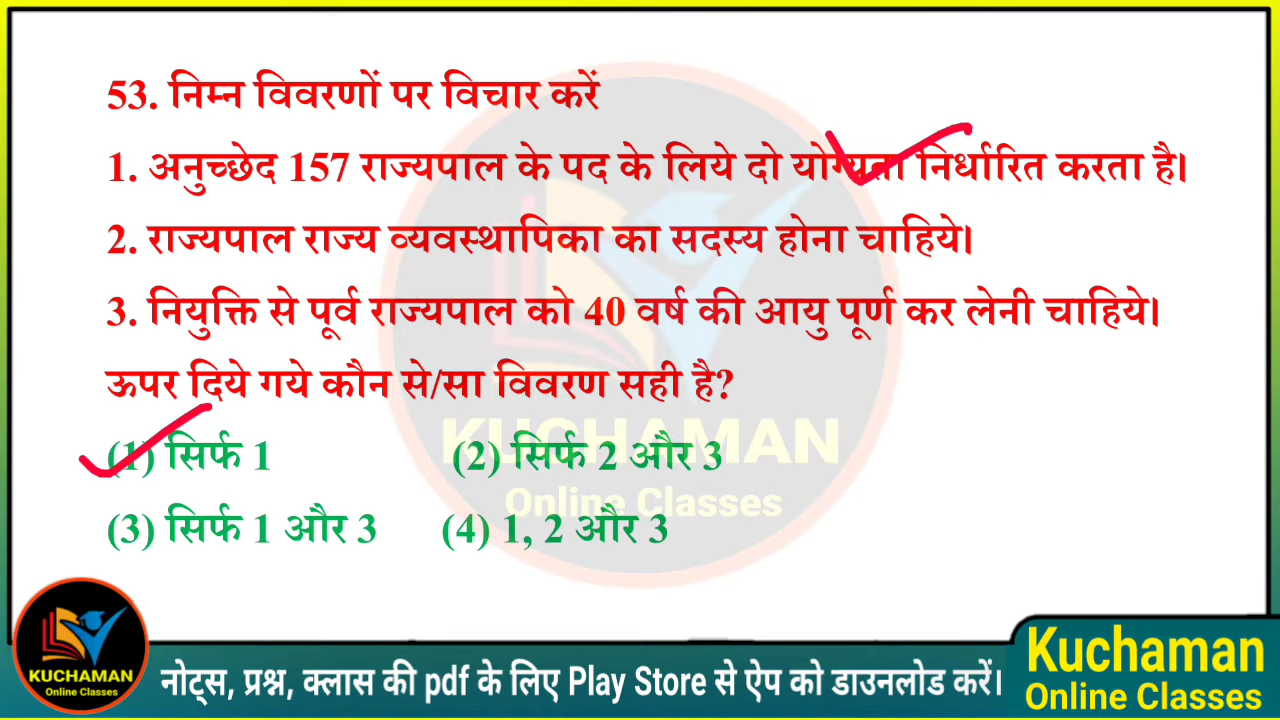 53. निम्न विवरणों पर विचार करें
1. अनुच्छेद 157 राज्यपाल के पद के लिये दो योग्यता निर्धारित करता है।
2. राज्यपाल राज्य व्यवस्थापिका का सदस्य होना चाहिये।
3. नियुक्ति से पूर्व राज्यपाल को 40 वर्ष की आयु पूर्ण कर लेनी चाहिये।
ऊपर दिये गये कौन से/सा विवरण सही है?
(1) सिर्फ 1 (2) सिर्फ 2 और 3
(3) सिर्फ 1 और 3 (4) 1, 2 और 3
KUCHAMAN
Online Classes
KUCHAMAN
Online Classes
नोट्स, प्रश्न, क्लास की pdf के लिए Play Store से ऐप को डाउनलोड करें।
Kuchaman
Online Classes